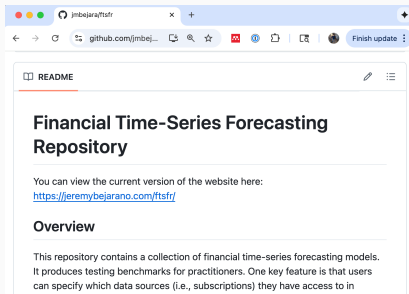 jmbejara/ftsfr
github.com/jmbej...
Finish update
README
Financial Time-Series Forecasting
Repository
You can view the current version of the website here:
https://jeremybejarano.com/ftsfr/
Overview
This repository contains a collection of financial time-series forecasting models.
It produces testing benchmarks for practitioners. One key feature is that users
can specify which data sources (i.e., subscriptions) they have access to in